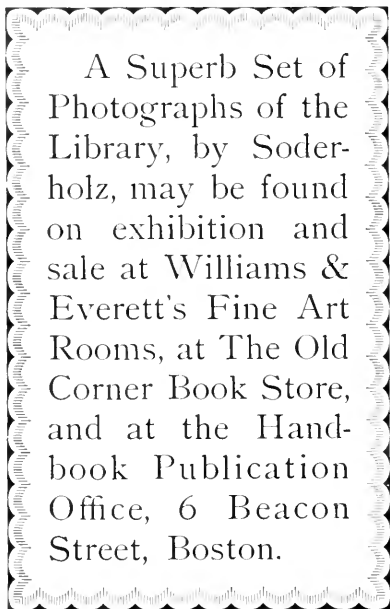 A Superb Set of
Photographs of the
Library, by Soder-
holz, may be found
on exhibition and
sale at Williams &
Everett's Fine Art
Rooms, at The Old
Corner Book Store,
and at the Hand-
book Publication
Office, 6 Beacon
Street, Boston.